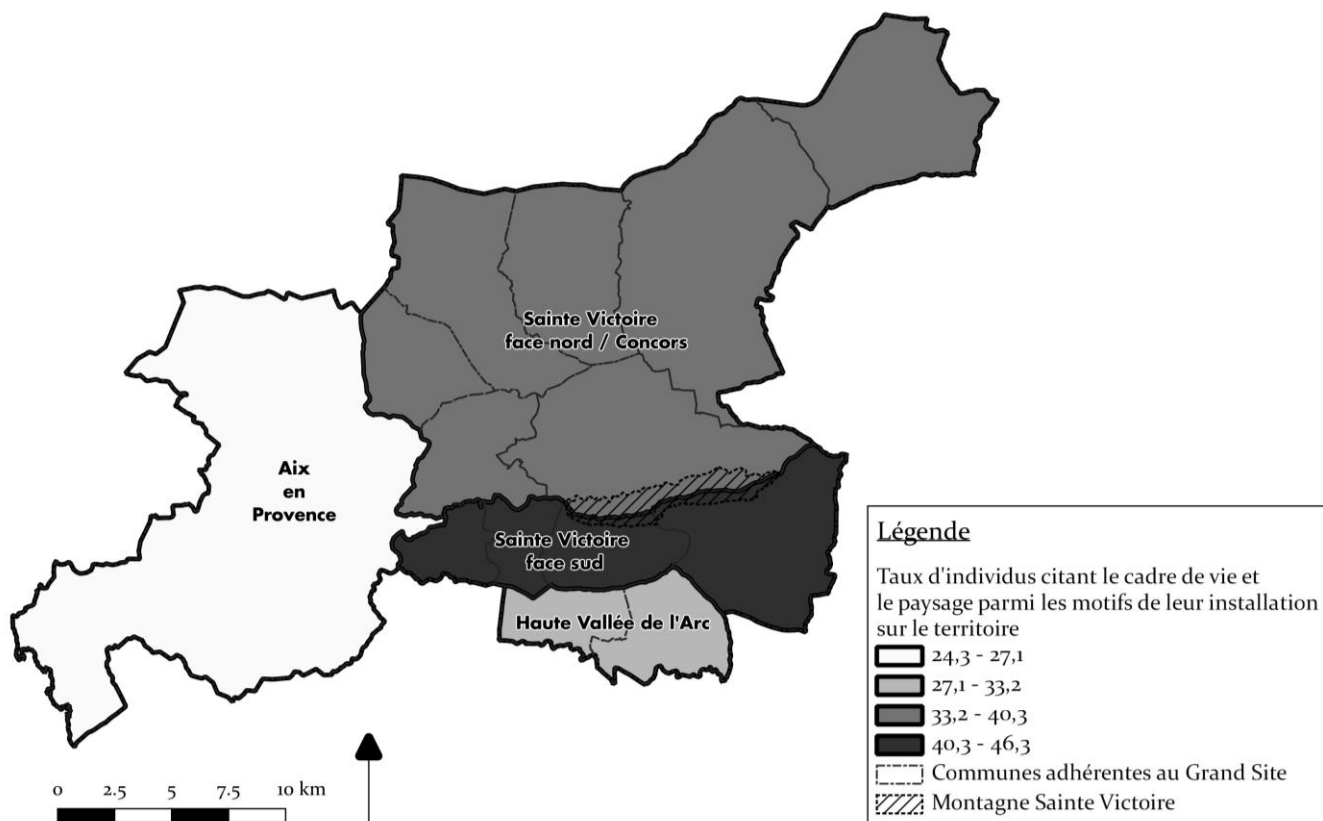 Sainte Victoire
face nord / Concors
Aix
en
Provence
Sainte Victoire
face sud
Haute Vallée de l'Arc
Légende
Taux d'individus citant le cadre de vie et
le paysage parmi les motifs de leur installation
sur le territoire
24,3 - 27,1
27,1 - 33,2
33,2 - 40,3
40,3 - 46,3
Communes adhérentes au Grand Site
Montagne Sainte Victoire
0 2.5 5 7.5 10 km